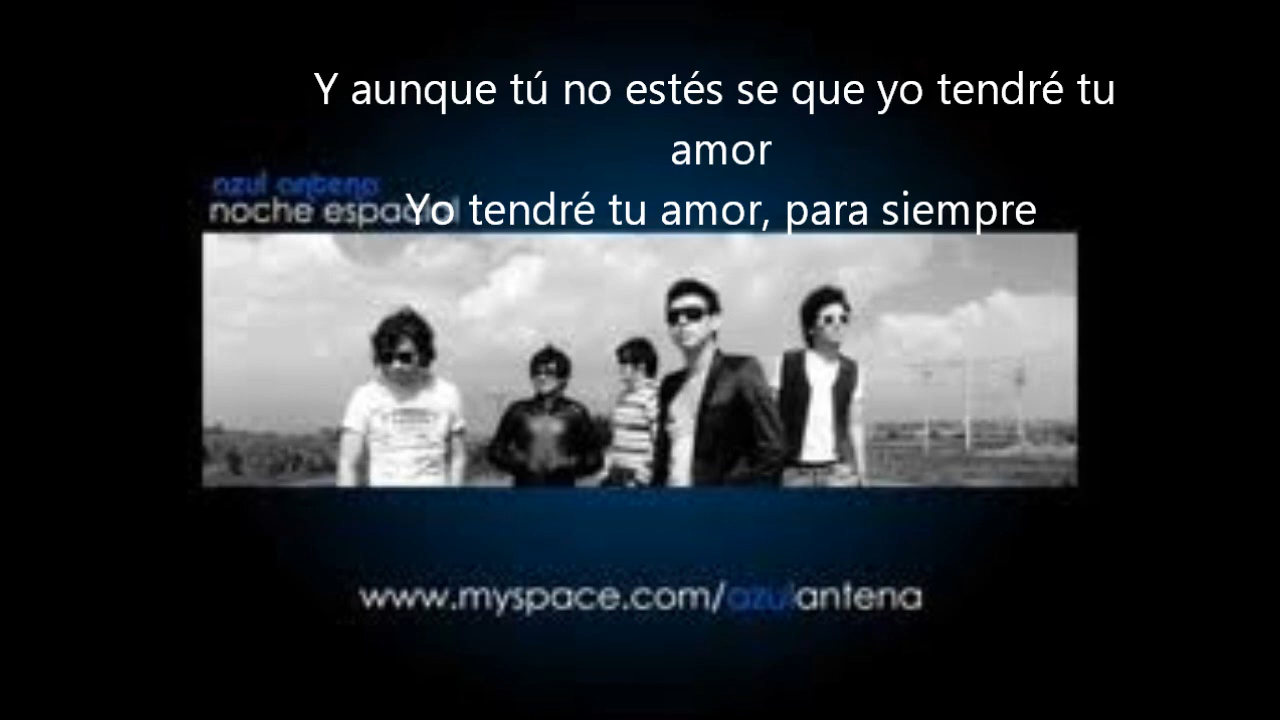 Y aunque tú no estés se que yo tendré tu
amor
azul antena
noche espacial
Yo tendré tu amor, para siempre
www.myspace.com/azulantena